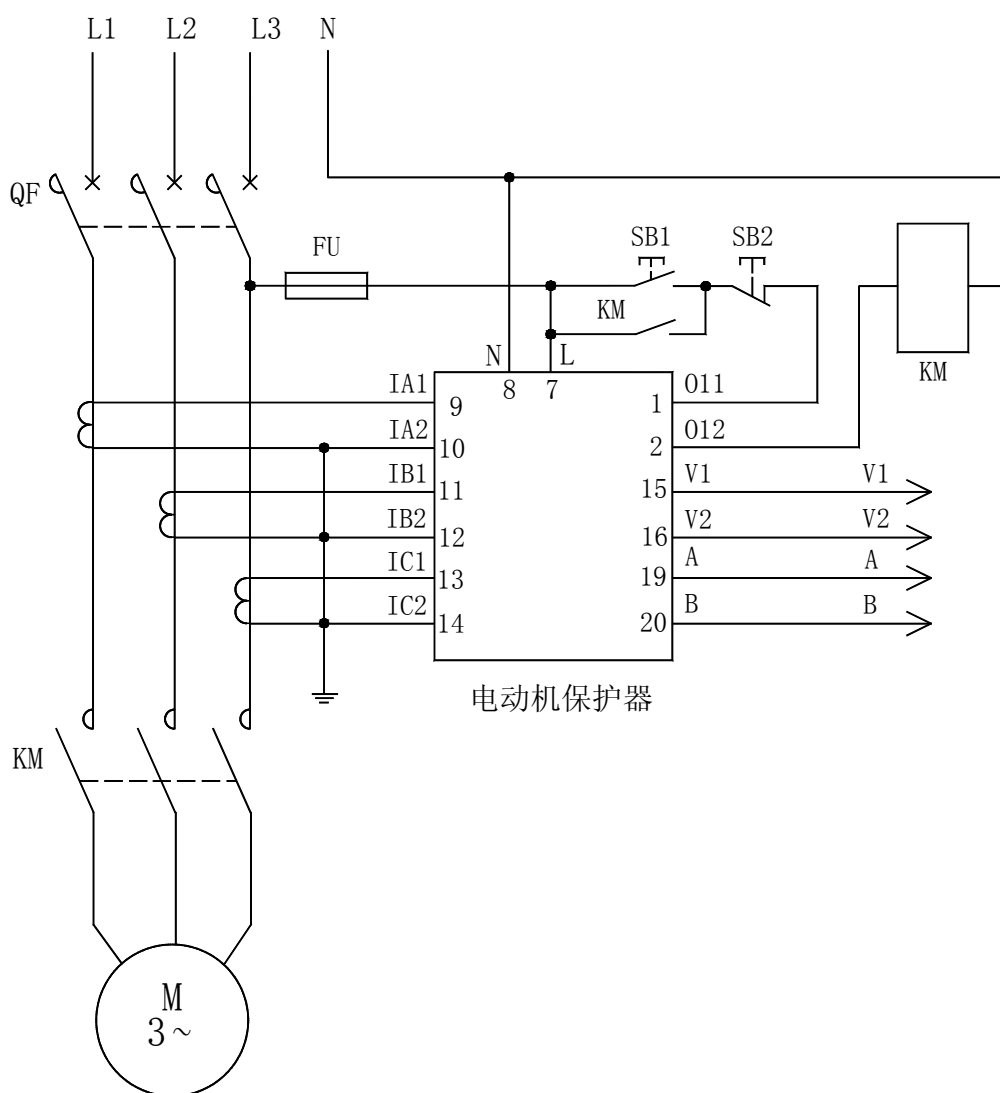 L1 L2 L3 N
QF
FU
SB1 SB2
KM
N L
KM
IA1 8 7 O11
9 1
IA2 O12
10 2
IB1 V1 V1
11 15
IB2 V2 V2
12 16
IC1 A A
13 19
IC2 B B
14 20
电动机保护器
KM
M
3~